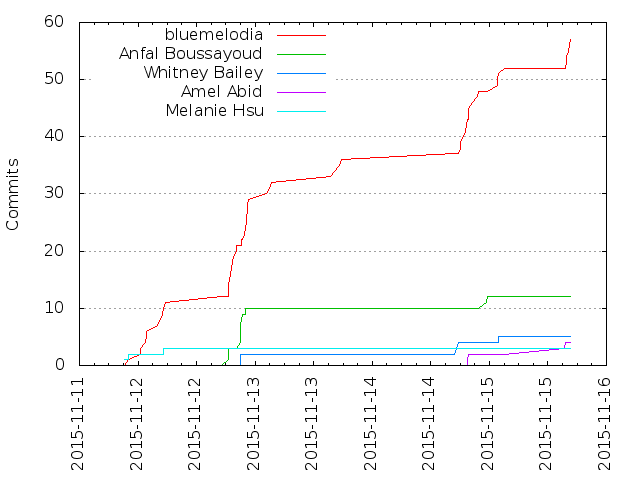 60
50
40
30
20
10
0
Commits
bluemelodia
Anfal Boussayoud
Whitney Bailey
Amel Abid
Melanie Hsu
2015-11-11
2015-11-12
2015-11-12
2015-11-13
2015-11-13
2015-11-14
2015-11-14
2015-11-15
2015-11-15
2015-11-16